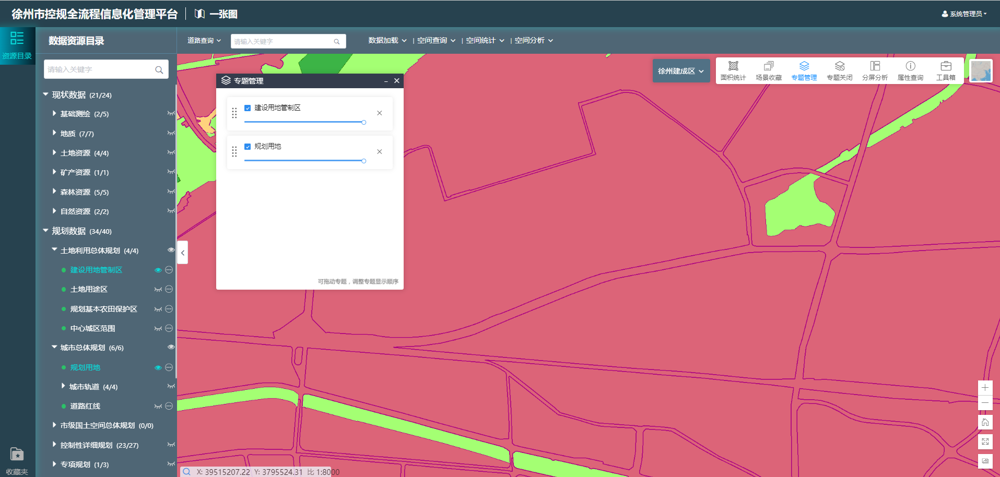 徐州市控规全流程信息化管理平台 一张图
系统管理员
资源目录
数据资源目录
道路查询
请输入关键字
数据加载 | 空间查询 | 空间统计 | 空间分析
请输入关键字
徐州建成区
面积统计 场景收藏 专题管理 专题关闭 分屏分析 属性查询 工具箱
专题管理
建设用地管制区
规划用地
可拖动专题，调整专题显示顺序
现状数据 (21/24)
基础测绘 (2/5)
地质 (7/7)
土地资源 (4/4)
矿产资源 (1/1)
森林资源 (5/5)
自然资源 (2/2)
规划数据 (34/40)
土地利用总体规划 (4/4)
建设用地管制区
土地用途区
规划基本农田保护区
中心城区范围
城市总体规划 (6/6)
规划用地
城市轨道 (4/4)
道路红线
市级国土空间总体规划 (0/0)
控制性详细规划 (23/27)
专项规划 (1/3)
收藏夹
X: 39515207.22 Y: 3795524.31 比 1:8000